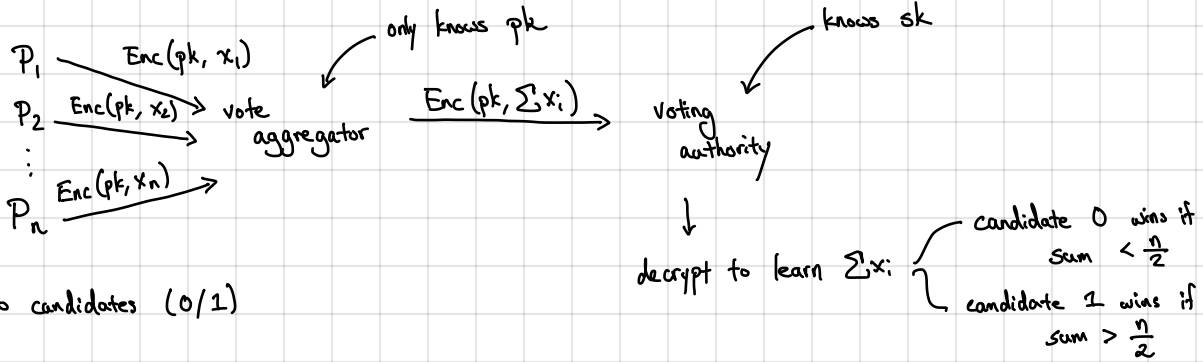 only knows pk
knows sk
P₁ Enc(pk, x₁)
P₂ Enc(pk, x₂)
vote
aggregator
Enc(pk, Σxᵢ)
voting
authority
⋮
Pₙ Enc(pk, xₙ)
decrypt to learn Σxᵢ
candidate 0 wins if
sum < n/2
candidate 1 wins if
sum > n/2
candidates (0/1)